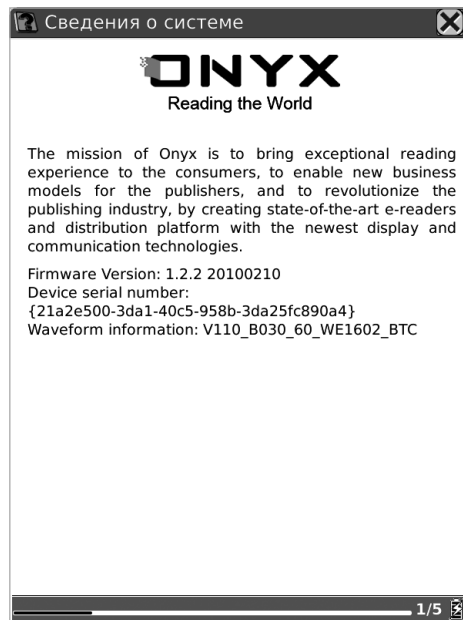 Сведения о системе
ONYX
Reading the World
The mission of Onyx is to bring exceptional reading
experience to the consumers, to enable new business
models for the publishers, and to revolutionize the
publishing industry, by creating state-of-the-art e-readers
and distribution platform with the newest display and
communication technologies.
Firmware Version: 1.2.2 20100210
Device serial number:
{21a2e500-3da1-40c5-958b-3da25fc890a4}
Waveform information: V110_B030_60_WE1602_BTC
1/5